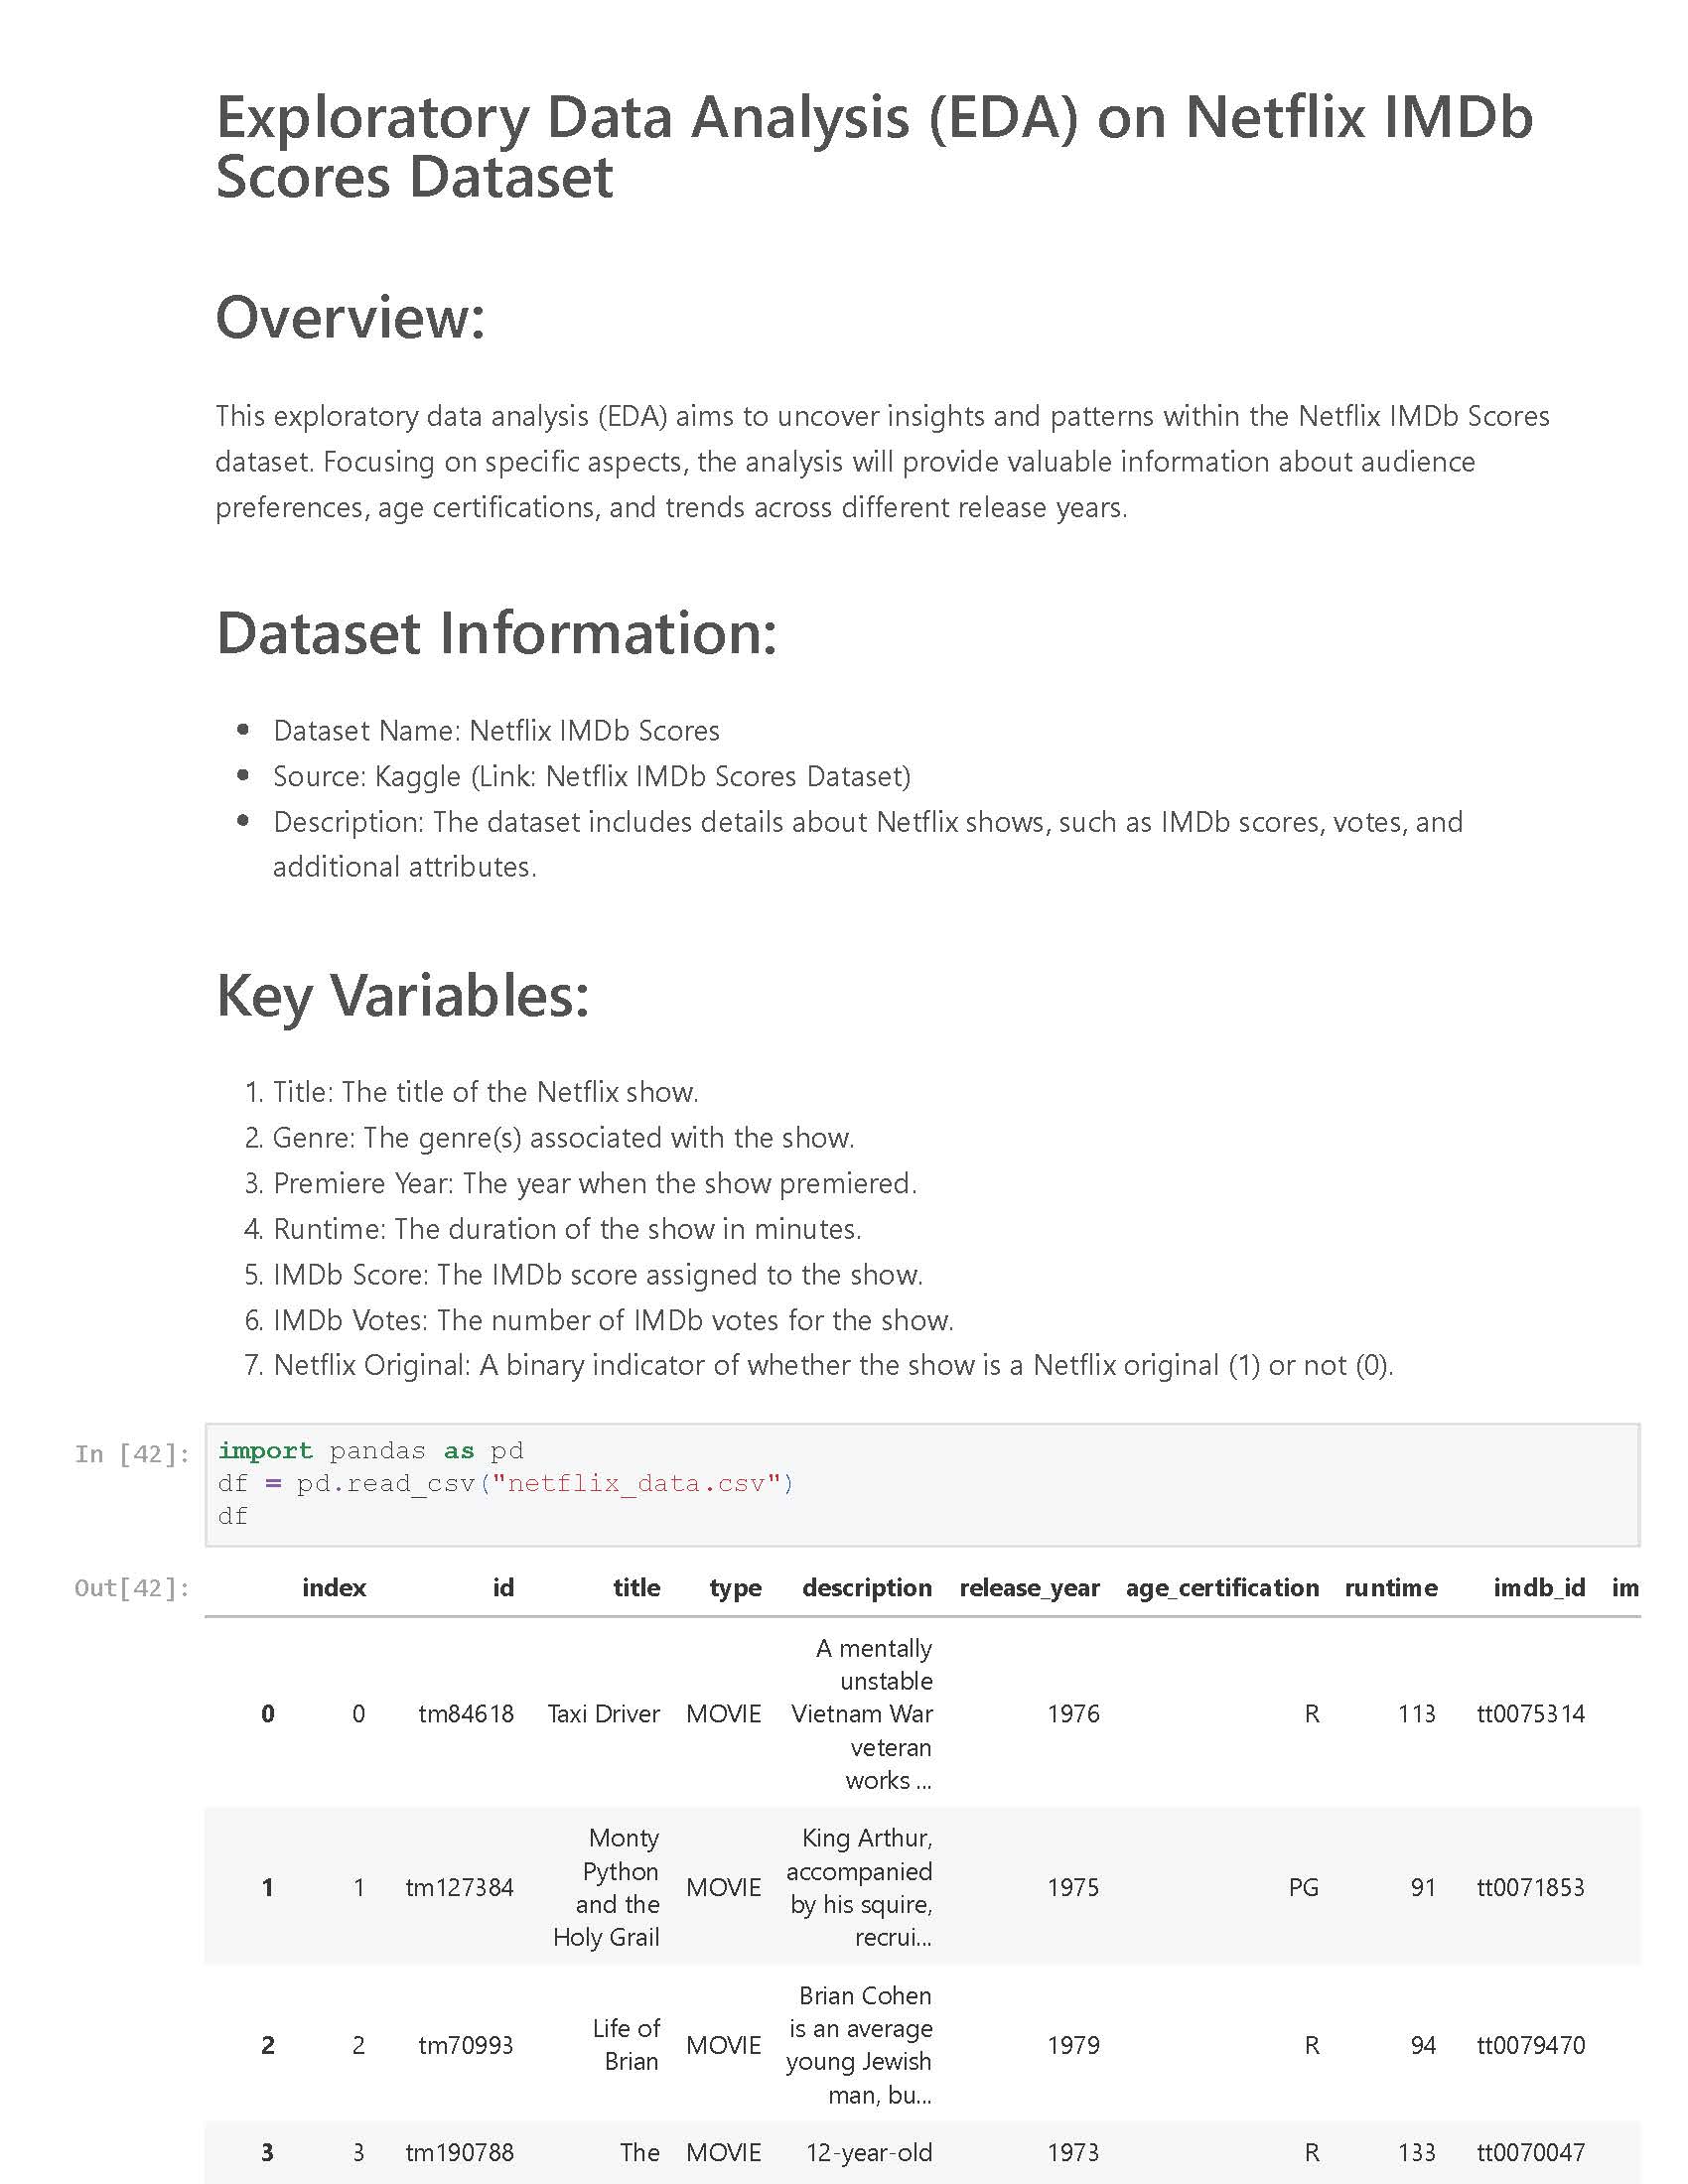 Exploratory Data Analysis (EDA) on Netflix IMDb
Scores Dataset
Overview:
This exploratory data analysis (EDA) aims to uncover insights and patterns within the Netflix IMDb Scores
dataset. Focusing on specific aspects, the analysis will provide valuable information about audience
preferences, age certifications, and trends across different release years.
Dataset Information:
• Dataset Name: Netflix IMDb Scores
• Source: Kaggle (Link: Netflix IMDb Scores Dataset)
• Description: The dataset includes details about Netflix shows, such as IMDb scores, votes, and
additional attributes.
Key Variables:
1. Title: The title of the Netflix show.
2. Genre: The genre(s) associated with the show.
3. Premiere Year: The year when the show premiered.
4. Runtime: The duration of the show in minutes.
5. IMDb Score: The IMDb score assigned to the show.
6. IMDb Votes: The number of IMDb votes for the show.
7. Netflix Original: A binary indicator of whether the show is a Netflix original (1) or not (0).
In [42]: import pandas as pd
df = pd.read_csv("netflix_data.csv")
df
Out[42]: index id title type description release_year age_certification runtime imdb_id im
A mentally
unstable
0 0 tm84618 Taxi Driver MOVIE Vietnam War 1976 R 113 tt0075314
veteran
works ...
Monty King Arthur,
Python accompanied
1 1 tm127384 and the MOVIE by his squire, 1975 PG 91 tt0071853
Holy Grail recrui...
Brian Cohen
Life of is an average
2 2 tm70993 Brian MOVIE young Jewish 1979 R 94 tt0079470
man, bu...
3 3 tm190788 The MOVIE 12-year-old 1973 R 133 tt0070047